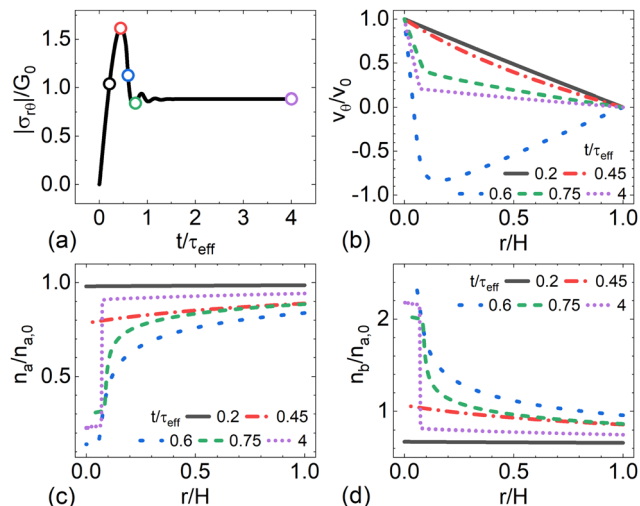 |σrθ|/G0
1.5
1.0
0.5
0.0
0 1 2 3 4
(a) t/τeff
vθ/v0
1.0
0.5
0.0
-0.5
-1.0
t/τeff
0.2 0.45
0.6 0.75 4
0.0 0.5 1.0
(b) r/H
na/na,0
1.0
0.5
t/τeff
0.2 0.45
0.6 0.75 4
0.0 0.5 1.0
(c) r/H
nb/na,0
2
1
t/τeff
0.2 0.45
0.6 0.75 4
0.0 0.5 1.0
(d) r/H